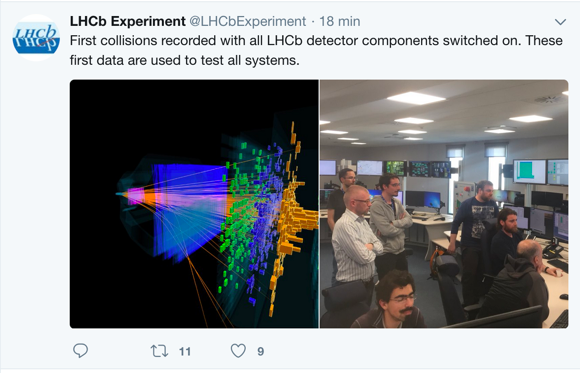 LHCb
LHCb Experiment @LHCbExperiment · 18 min
First collisions recorded with all LHCb detector components switched on. These
first data are used to test all systems.
11
9